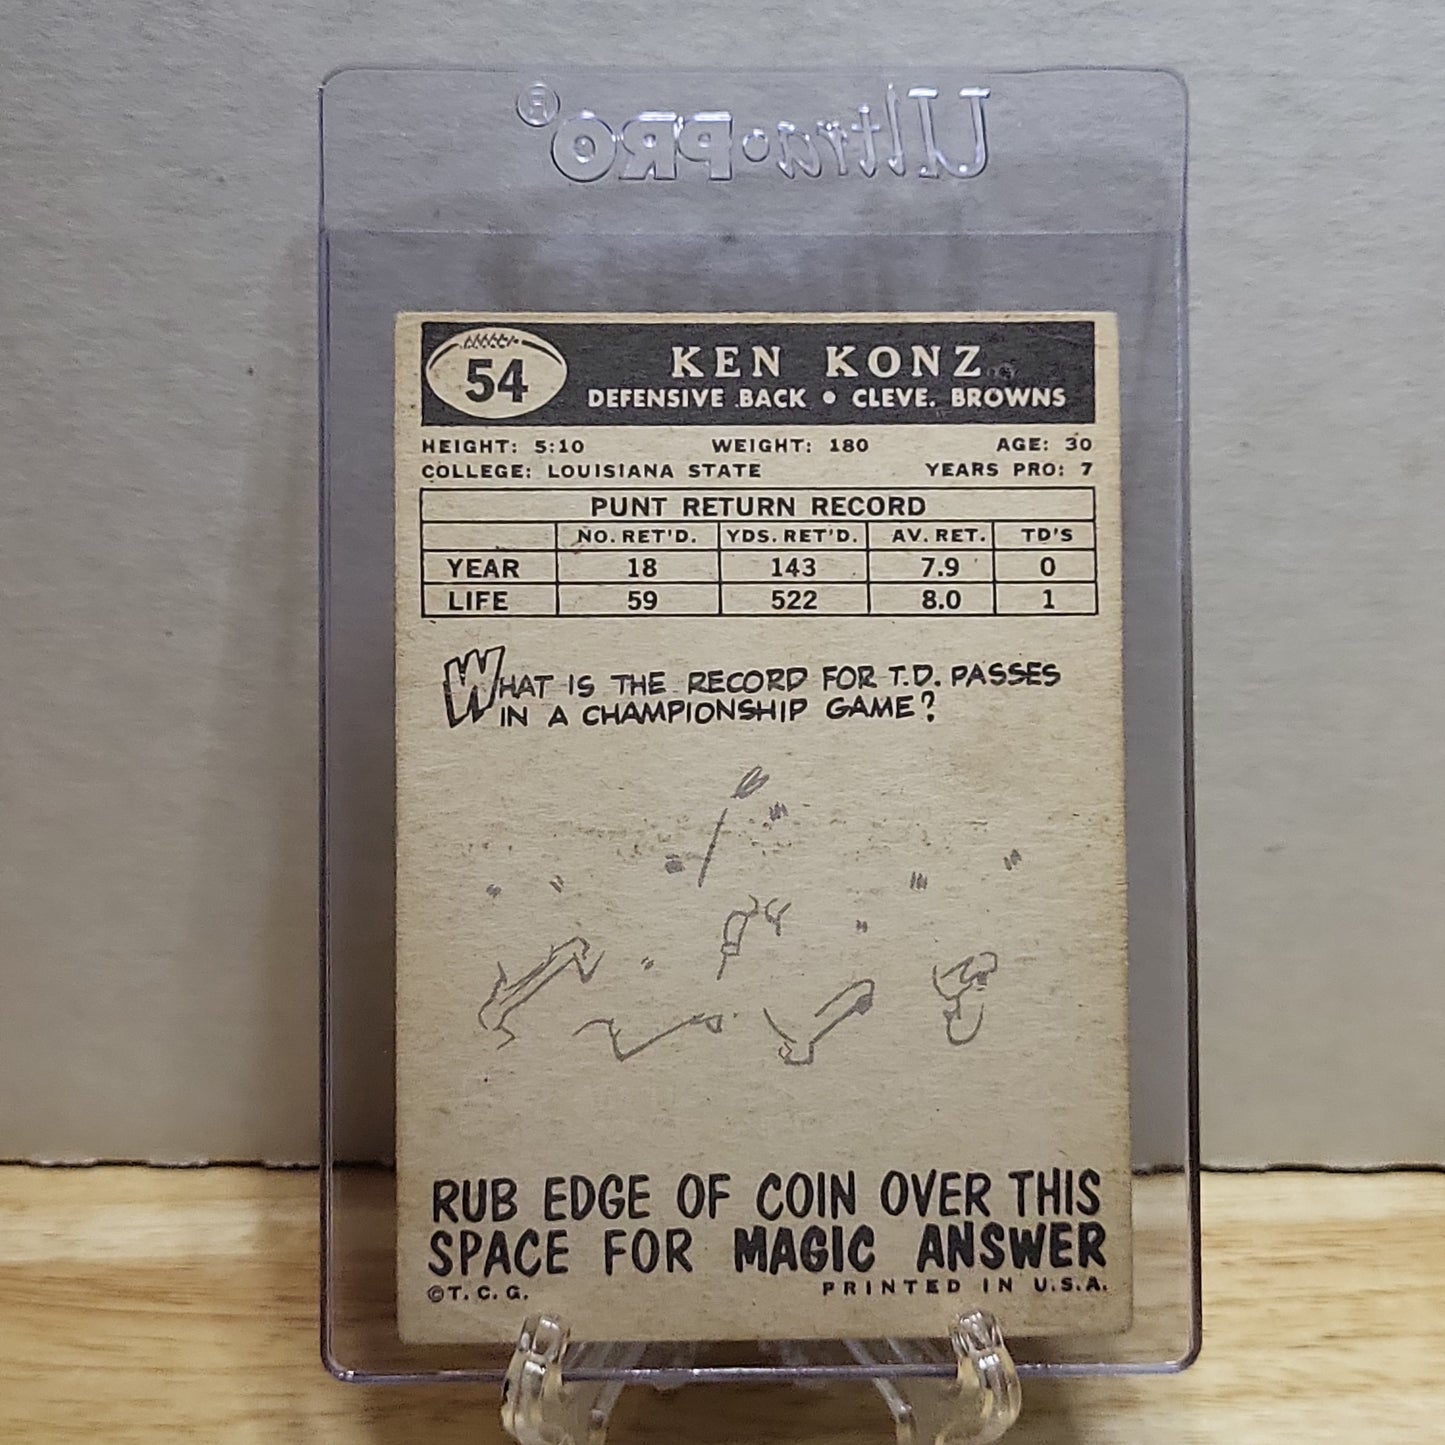 Ultra•PRO®
54
KEN KONZ
DEFENSIVE BACK • CLEVE. BROWNS
HEIGHT: 5:10 WEIGHT: 180 AGE: 30
COLLEGE: LOUISIANA STATE YEARS PRO: 7
PUNT RETURN RECORD
NO. RET'D. YDS. RET'D. AV. RET. TD'S
YEAR 18 143 7.9 0
LIFE 59 522 8.0 1
WHAT IS THE RECORD FOR T.D. PASSES
IN A CHAMPIONSHIP GAME?
RUB EDGE OF COIN OVER THIS
SPACE FOR MAGIC ANSWER
©T. C. G. PRINTED IN U.S.A.